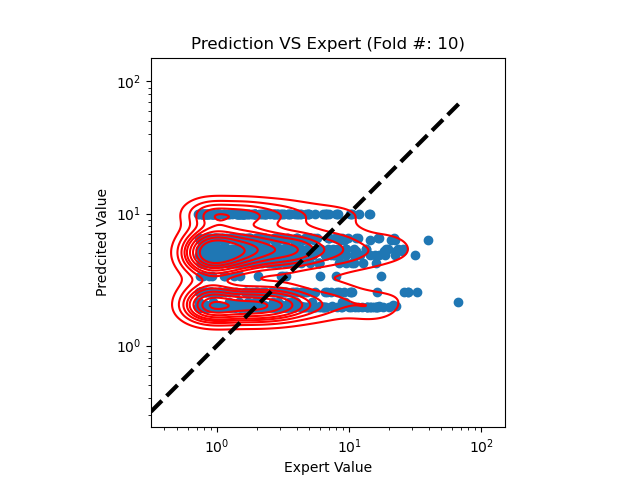 Prediction VS Expert (Fold #: 10)
10²
10¹
10⁰
Predcited Value
10⁰ 10¹ 10²
Expert Value